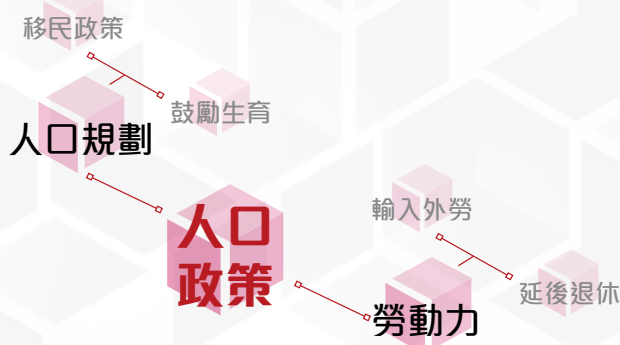 移民政策
鼓勵生育
人口規劃
人口
政策
輸入外勞
延後退休
勞動力